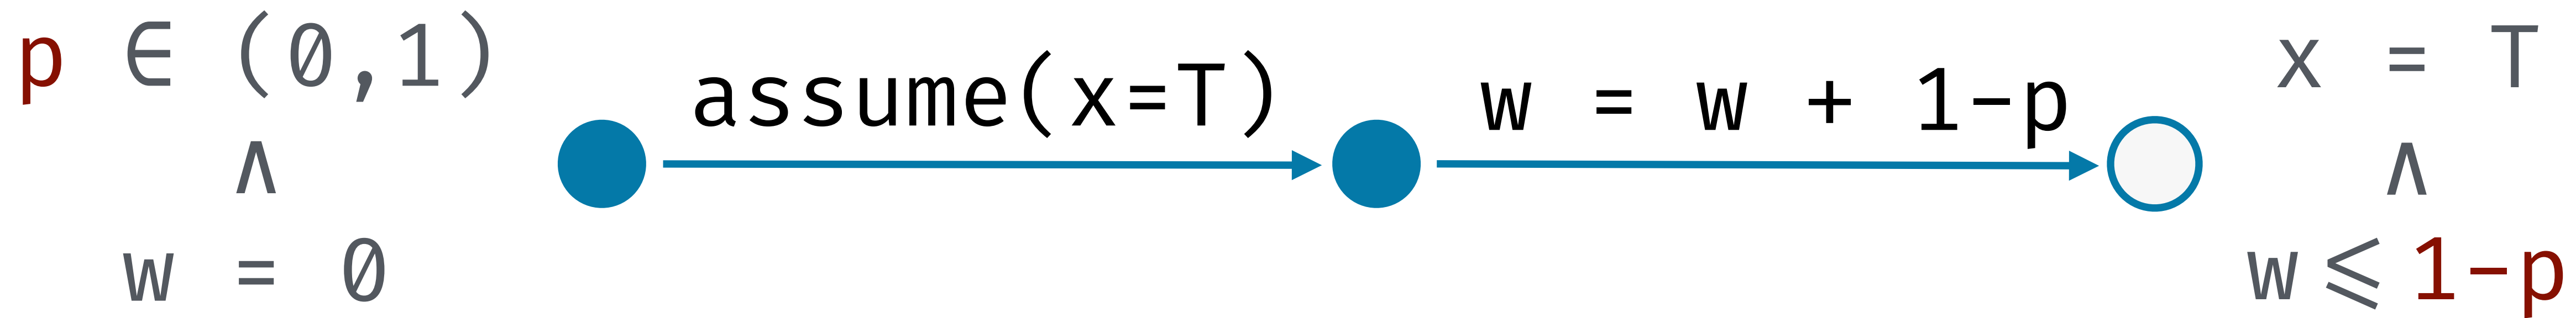 p ∈ (0,1)
∧
w = 0
assume(x=T)
w = w + 1-p
x = T
∧
w ⩽ 1-p